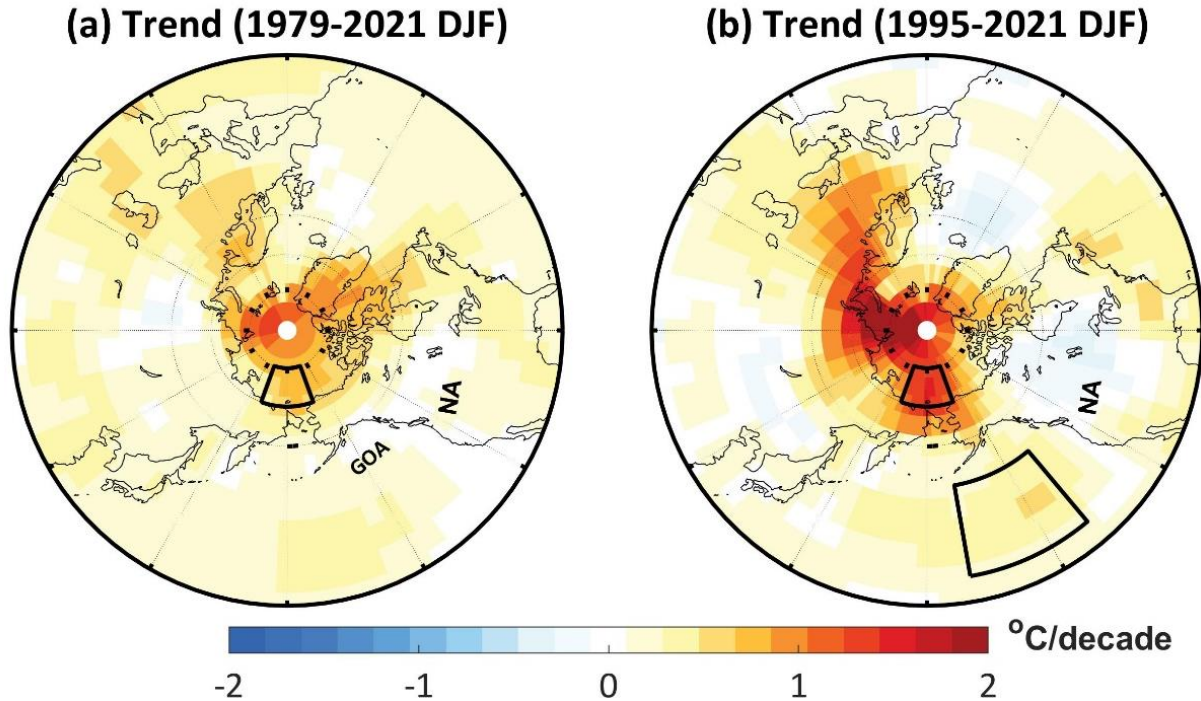 (a) Trend (1979-2021 DJF)
(b) Trend (1995-2021 DJF)
NA
GOA
NA
°C/decade
-2 -1 0 1 2